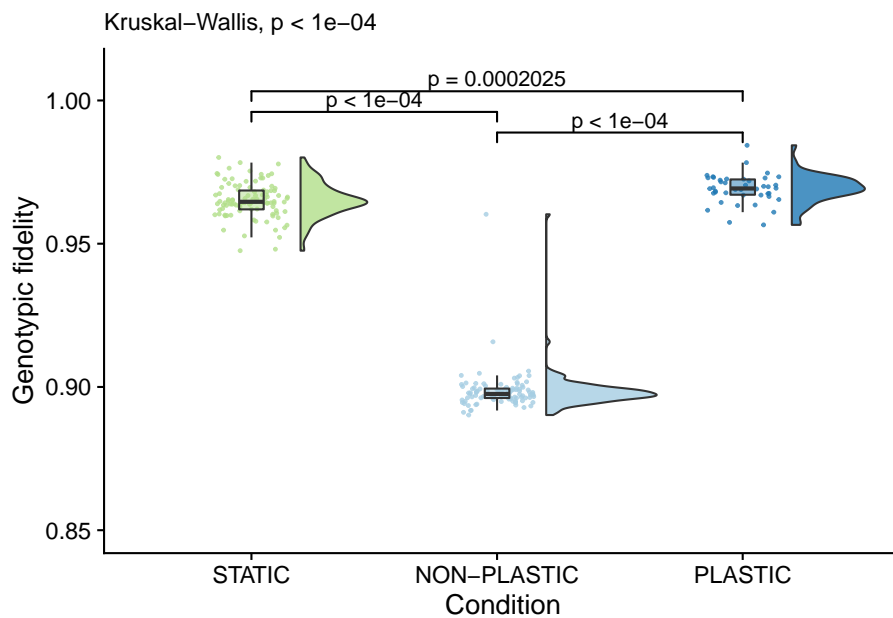 Kruskal−Wallis, p < 1e−04
p = 0.0002025
p < 1e−04
p < 1e−04
1.00
0.95
0.90
0.85
Genotypic fidelity
STATIC
NON−PLASTIC
PLASTIC
Condition